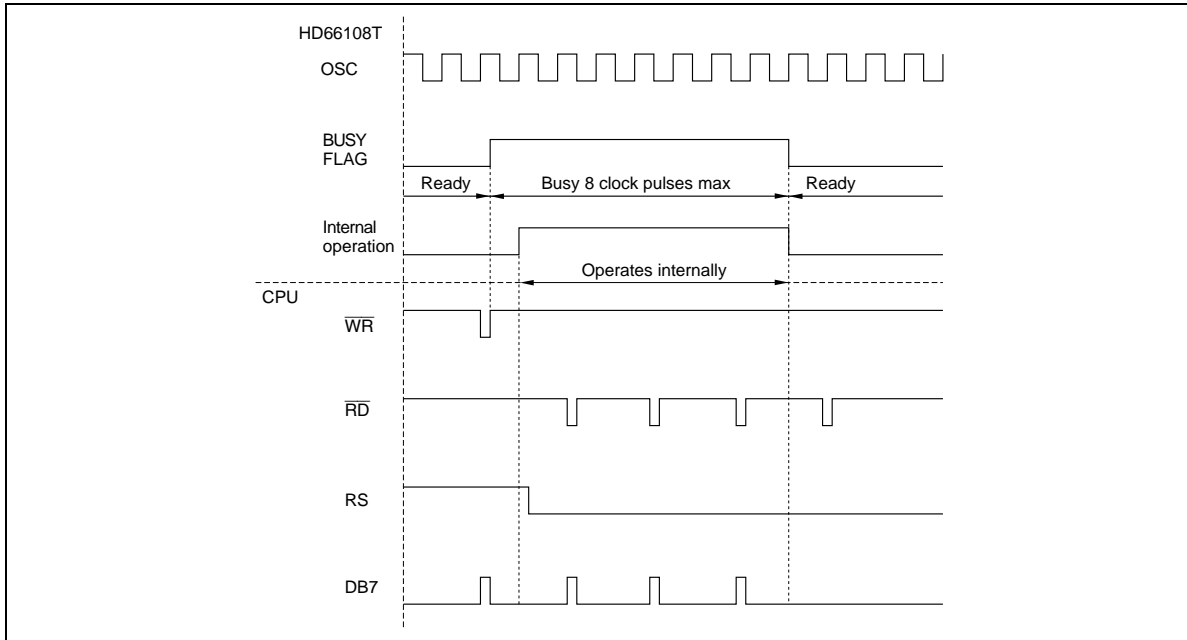 HD66108T
OSC
BUSY
FLAG
Ready
Busy 8 clock pulses max
Ready
Internal
operation
Operates internally
CPU
WR
RD
RS
DB7